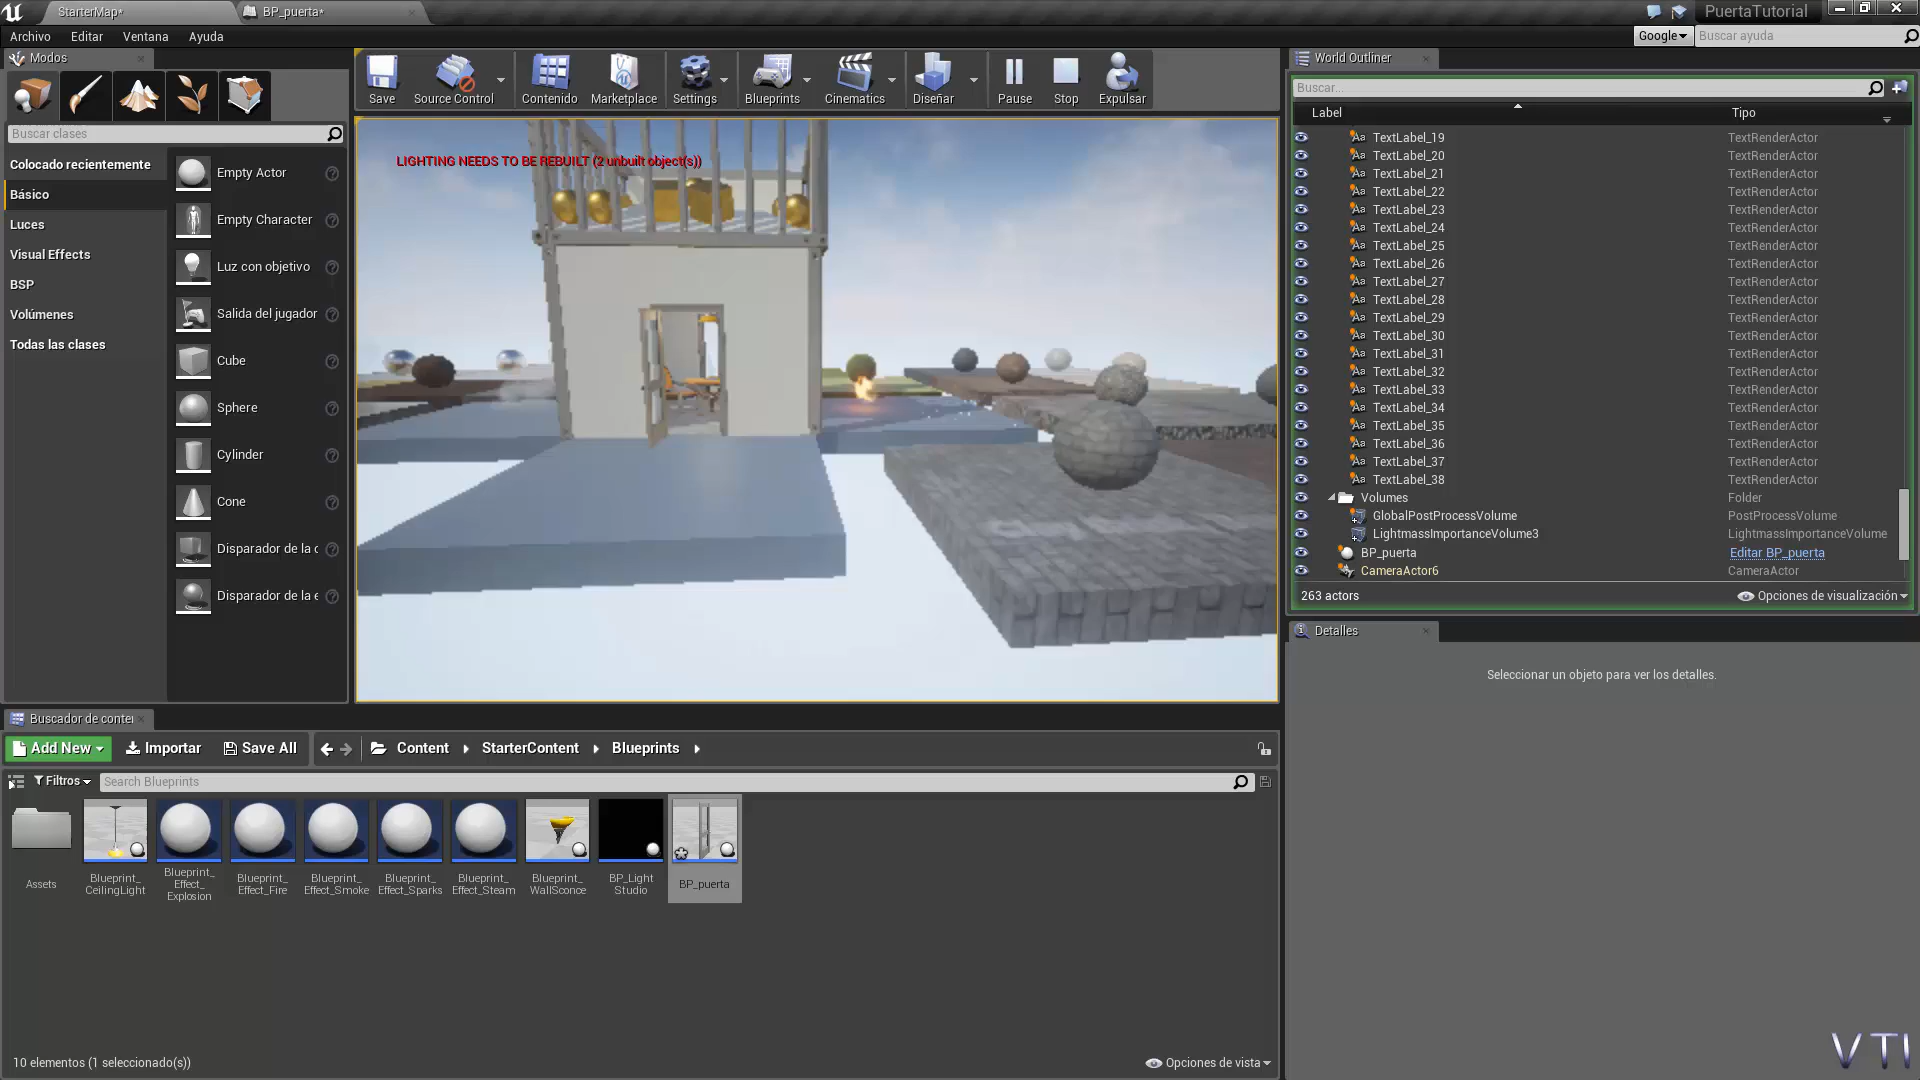 StarterMap*
BP_puerta*
PuertaTutorial
Archivo Editar Ventana Ayuda
Google
Buscar ayuda
Modos
Buscar clases
Colocado recientemente
Básico
Luces
Visual Effects
BSP
Volúmenes
Todas las clases
Empty Actor
Empty Character
Luz con objetivo
Salida del jugador
Cube
Sphere
Cylinder
Cone
Disparador de la c
Disparador de la e
Save
Source Control
Contenido
Marketplace
Settings
Blueprints
Cinematics
Diseñar
Pause
Stop
Expulsar
LIGHTING NEEDS TO BE REBUILT (2 unbuilt object(s))
World Outliner
Buscar...
Label Tipo
TextLabel_19 TextRenderActor
TextLabel_20 TextRenderActor
TextLabel_21 TextRenderActor
TextLabel_22 TextRenderActor
TextLabel_23 TextRenderActor
TextLabel_24 TextRenderActor
TextLabel_25 TextRenderActor
TextLabel_26 TextRenderActor
TextLabel_27 TextRenderActor
TextLabel_28 TextRenderActor
TextLabel_29 TextRenderActor
TextLabel_30 TextRenderActor
TextLabel_31 TextRenderActor
TextLabel_32 TextRenderActor
TextLabel_33 TextRenderActor
TextLabel_34 TextRenderActor
TextLabel_35 TextRenderActor
TextLabel_36 TextRenderActor
TextLabel_37 TextRenderActor
TextLabel_38 TextRenderActor
Volumes Folder
GlobalPostProcessVolume PostProcessVolume
LightmassImportanceVolume3 LightmassImportanceVolume
BP_puerta Editar BP_puerta
CameraActor6 CameraActor
263 actors
Opciones de visualización
Detalles
Seleccionar un objeto para ver los detalles.
Buscador de conter
Add New
Importar
Save All
Content
StarterContent
Blueprints
Filtros
Search Blueprints
Assets
Blueprint_
CeilingLight
Blueprint_
Effect_
Explosion
Blueprint_
Effect_Fire
Blueprint_
Effect_Smoke
Blueprint_
Effect_Sparks
Blueprint_
Effect_Steam
Blueprint_
WallSconce
BP_Light
Studio
BP_puerta
10 elementos (1 seleccionado(s))
Opciones de vista
VTI